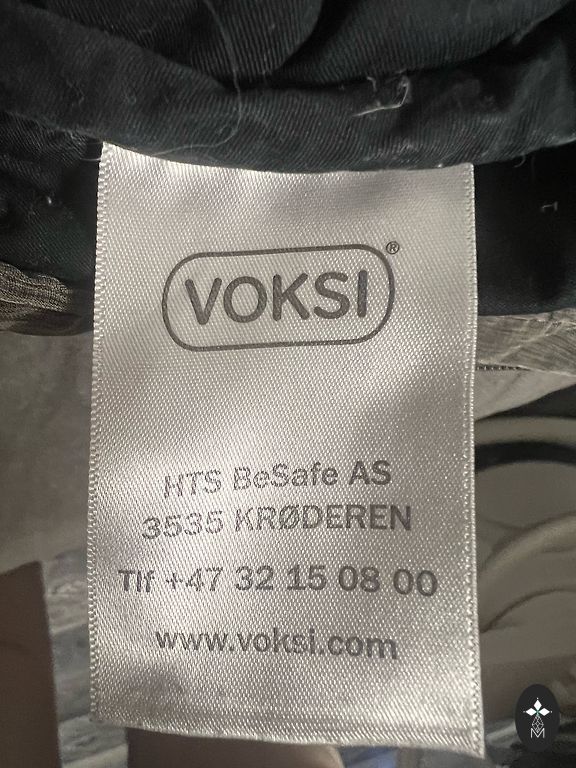 VOKSI®
HTS BeSafe AS
3535 KRØDEREN
Tlf +47 32 15 08 00
www.voksi.com